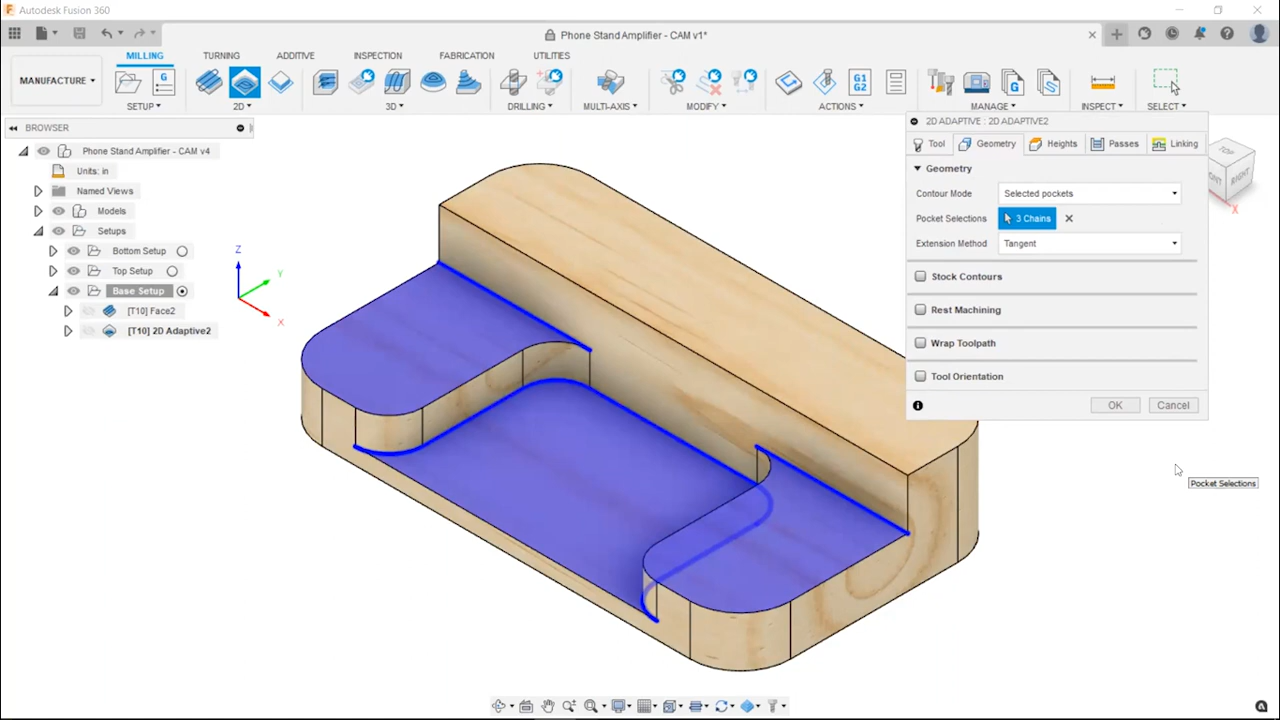 Autodesk Fusion 360
Phone Stand Amplifier - CAM v1*
MILLING TURNING ADDITIVE INSPECTION FABRICATION UTILITIES
MANUFACTURE
G
G1
G2
G
SETUP 2D 3D DRILLING MULTI-AXIS MODIFY ACTIONS MANAGE INSPECT SELECT
BROWSER
Phone Stand Amplifier - CAM v4
Units: in
Named Views
Models
Setups
Bottom Setup
Top Setup
Base Setup
[T10] Face2
[T10] 2D Adaptive2
Z
Y
X
2D ADAPTIVE : 2D ADAPTIVE2
Tool Geometry Heights Passes Linking
Geometry
Contour Mode Selected pockets
Pocket Selections 3 Chains
Extension Method Tangent
Stock Contours
Rest Machining
Wrap Toolpath
Tool Orientation
OK Cancel
TOP
RIGHT
X
Pocket Selections